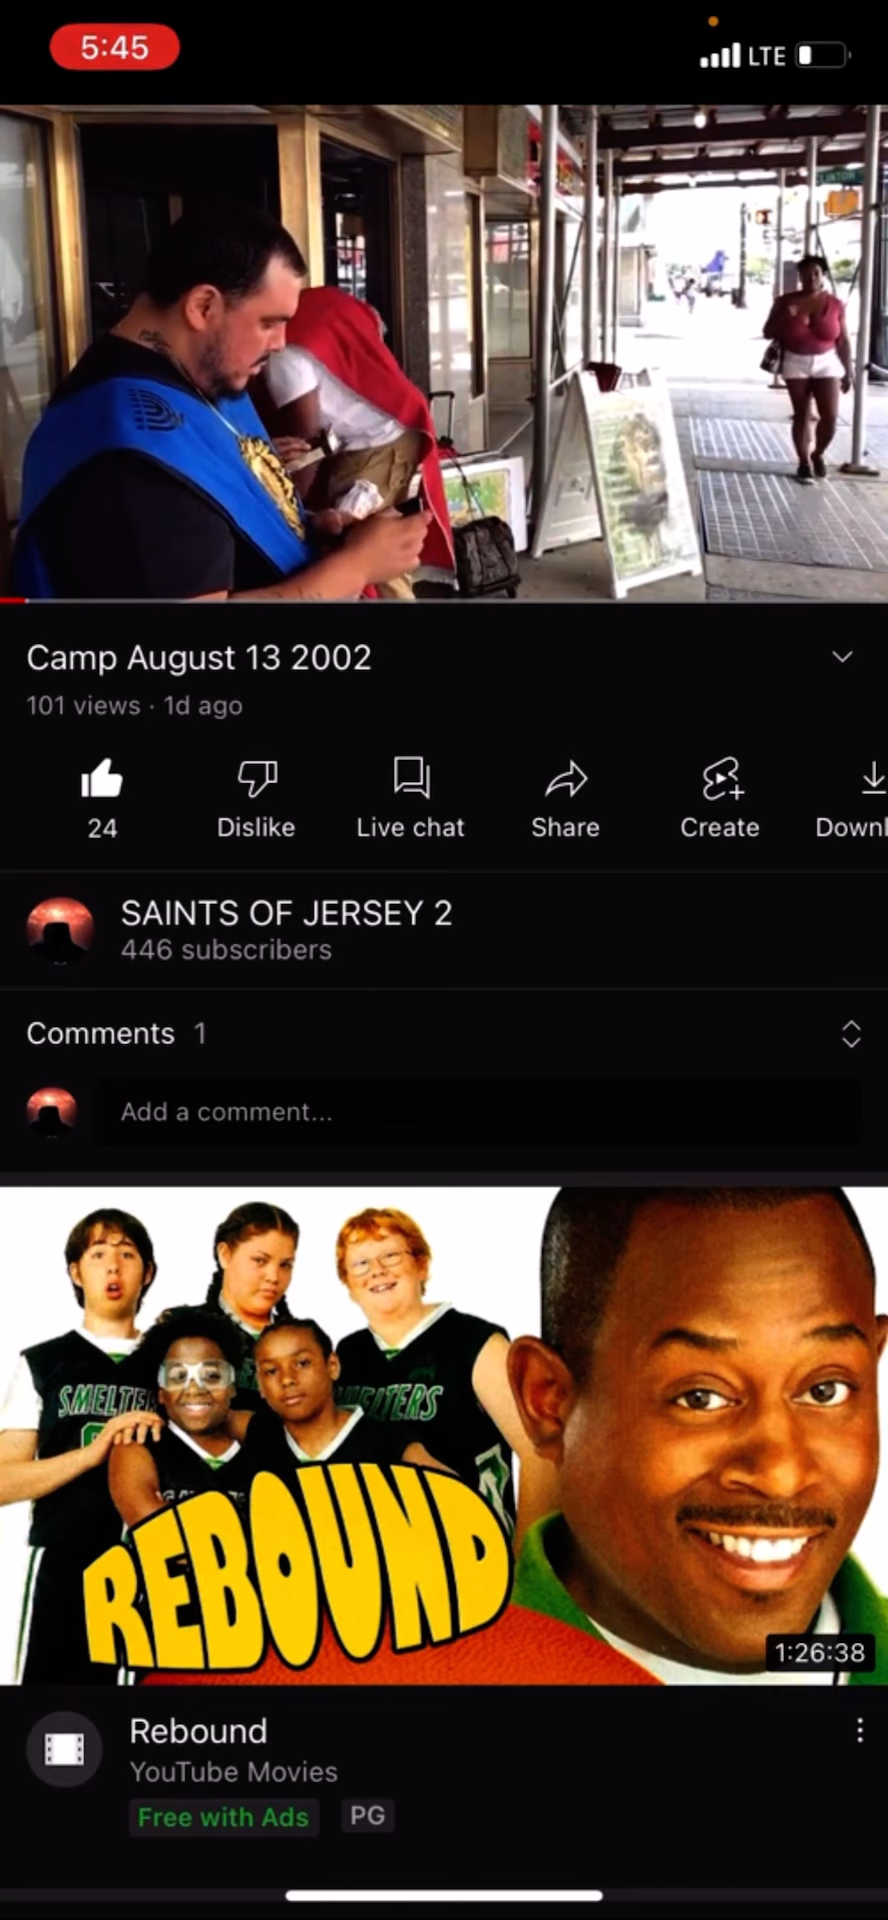 5:45
LTE
Camp August 13 2002
101 views · 1d ago
24
Dislike
Live chat
Share
Create
Downl
SAINTS OF JERSEY 2
446 subscribers
Comments 1
Add a comment...
REBOUND
1:26:38
Rebound
YouTube Movies
Free with Ads
PG